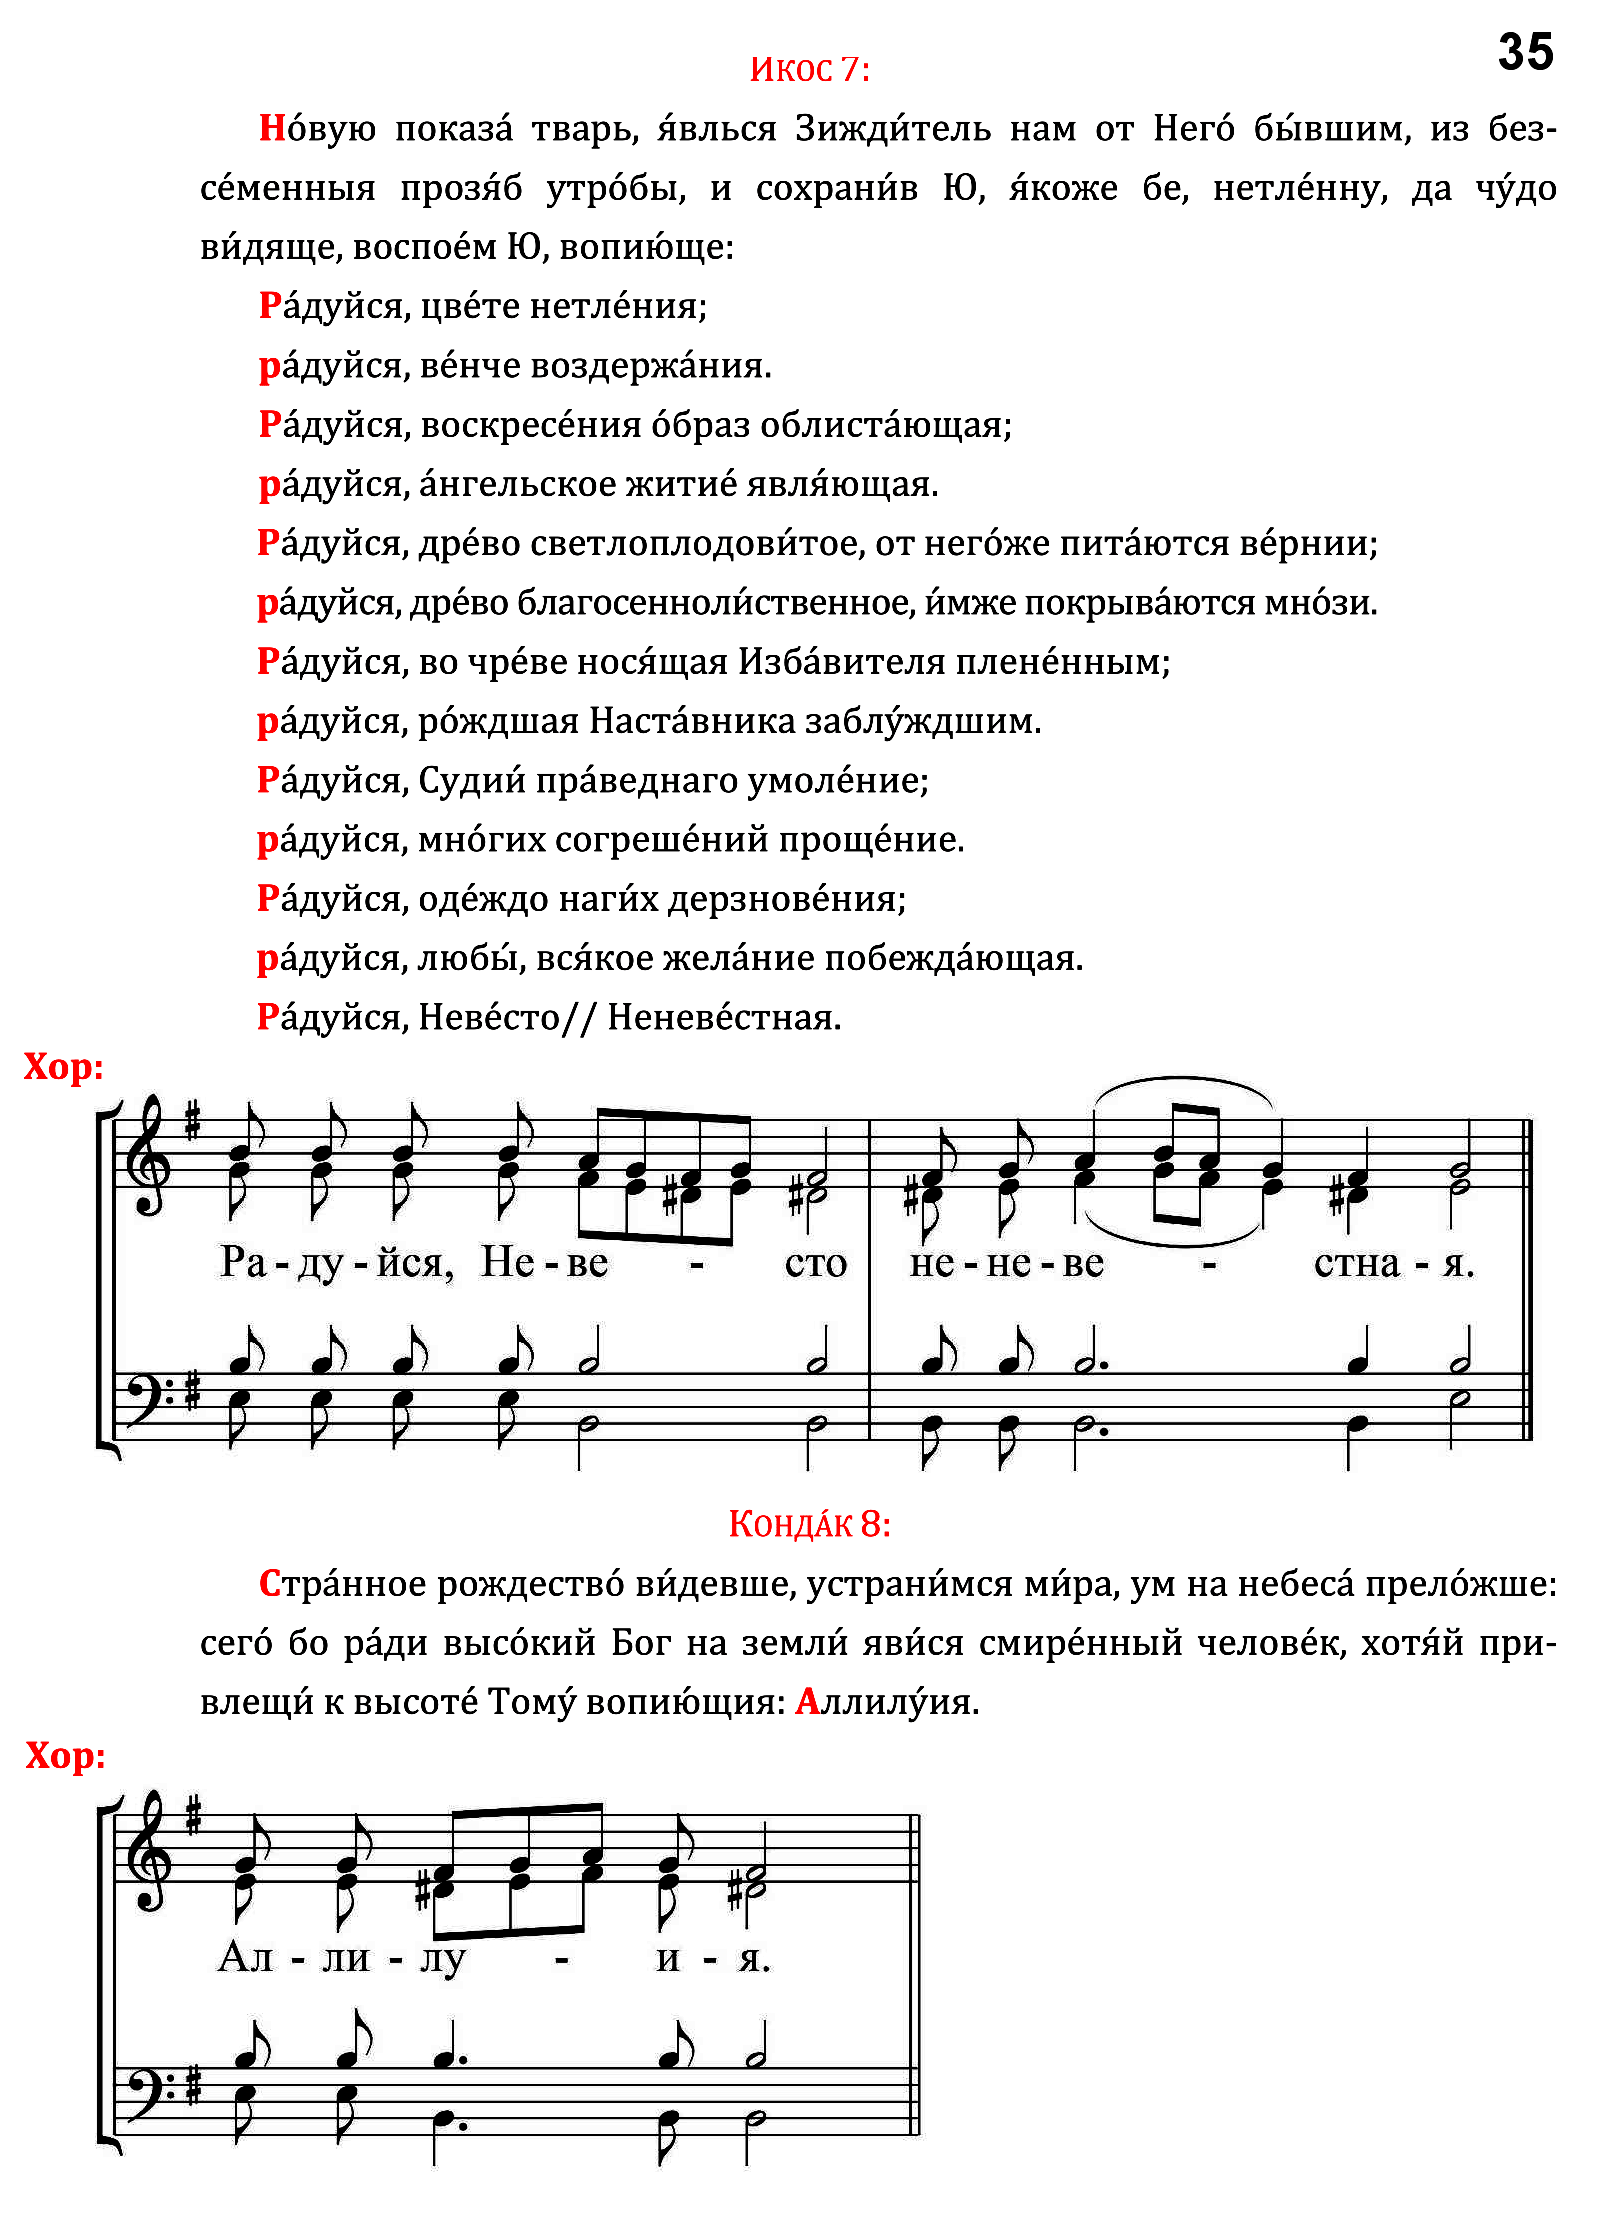 35
Икос 7:
Но́вую показа́ тварь, я́влься Зижди́тель нам от Него́ бы́вшим, из без-
се́менныя прозя́б утро́бы, и сохрани́в Ю, я́коже бе, нетле́нну, да чу́до
ви́дяще, воспое́м Ю, вопию́ще:
Ра́дуйся, цве́те нетле́ния;
ра́дуйся, ве́нче воздержа́ния.
Ра́дуйся, воскресе́ния о́браз облиста́ющая;
ра́дуйся, а́нгельское житие́ явля́ющая.
Ра́дуйся, дре́во светлоплодови́тое, от него́же пита́ются ве́рнии;
ра́дуйся, дре́во благосенноли́ственное, и́мже покрыва́ются мно́зи.
Ра́дуйся, во чре́ве нося́щая Изба́вителя плене́нным;
ра́дуйся, ро́ждшая Наста́вника заблу́ждшим.
Ра́дуйся, Судии́ пра́веднаго умоле́ние;
ра́дуйся, мно́гих согреше́ний проще́ние.
Ра́дуйся, оде́ждо наги́х дерзнове́ния;
ра́дуйся, любы́, вся́кое жела́ние побежда́ющая.
Ра́дуйся, Неве́сто// Неневе́стная.
Хор:
Ра - ду - йся, Не - ве - сто не - не - ве - стна - я.
Конда́к 8:
Стра́нное рождество́ ви́девше, устрани́мся ми́ра, ум на небеса́ прело́жше:
сего́ бо ра́ди высо́кий Бог на земли́ яви́ся смире́нный челове́к, хотя́й при-
влещи́ к высоте́ Тому́ вопию́щия: Аллилу́ия.
Хор:
Ал - ли - лу - и - я.